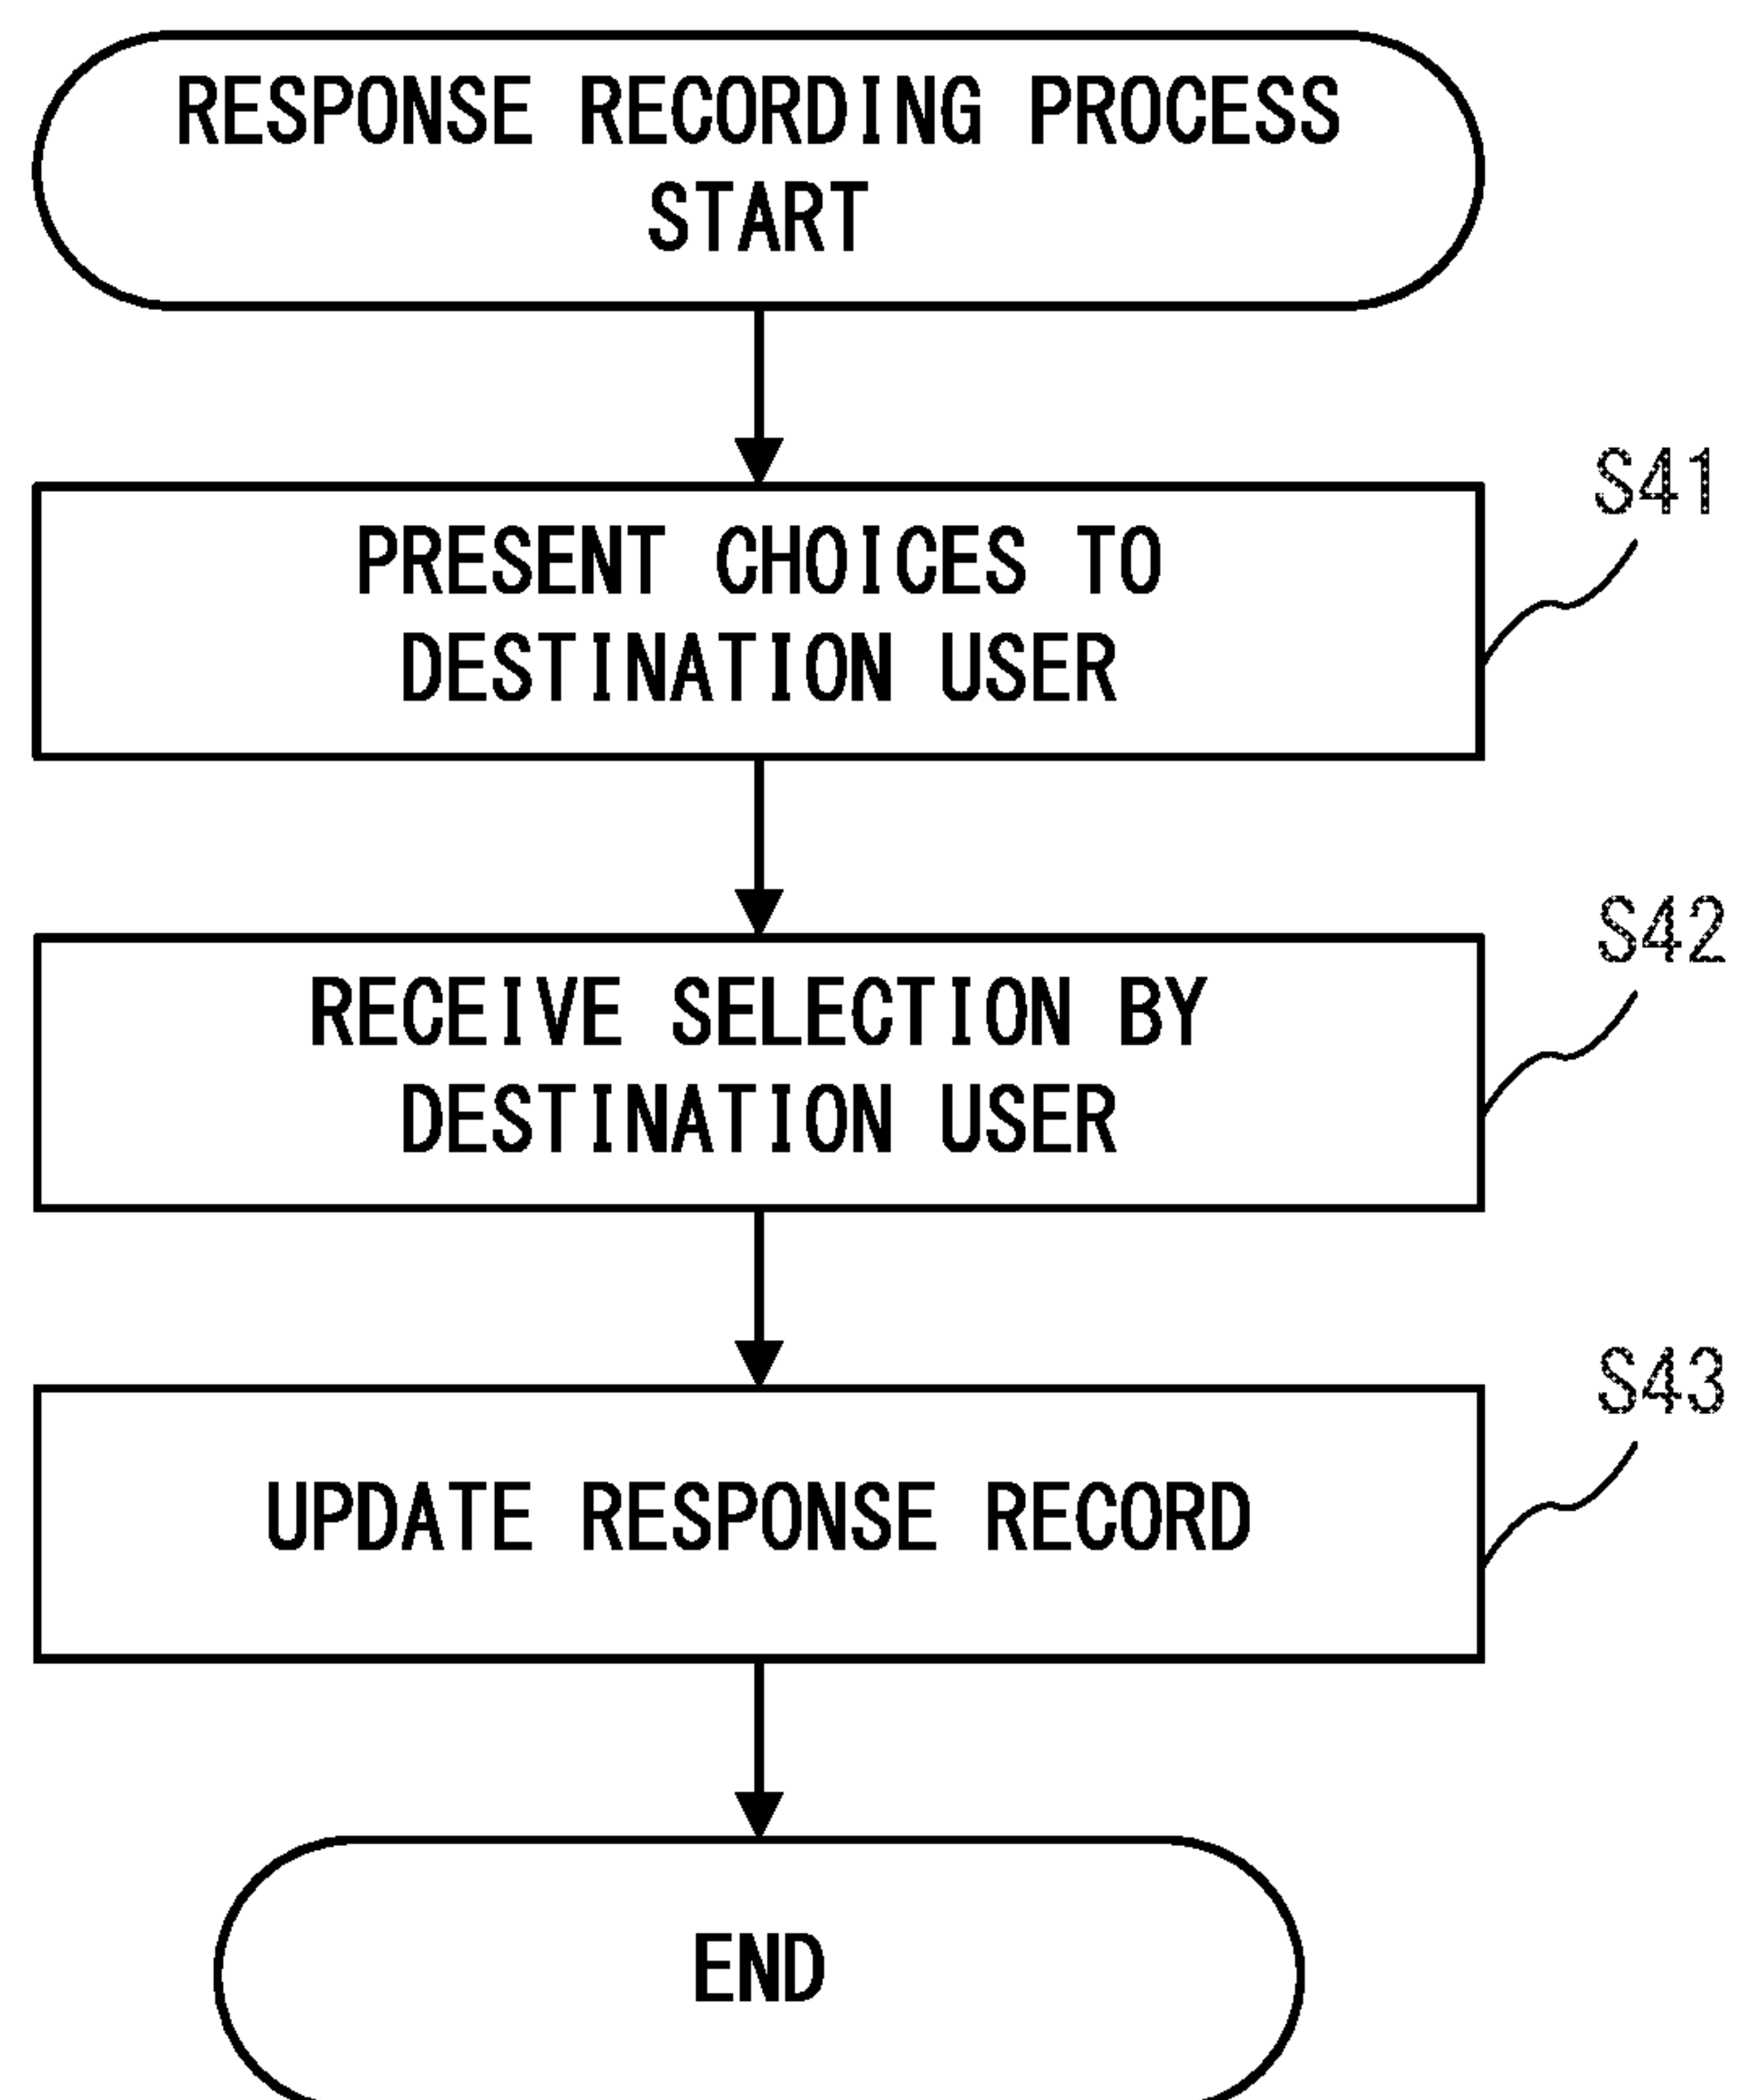 RESPONSE RECORDING PROCESS
START
S41
PRESENT CHOICES TO
DESTINATION USER
S42
RECEIVE SELECTION BY
DESTINATION USER
S43
UPDATE RESPONSE RECORD
END